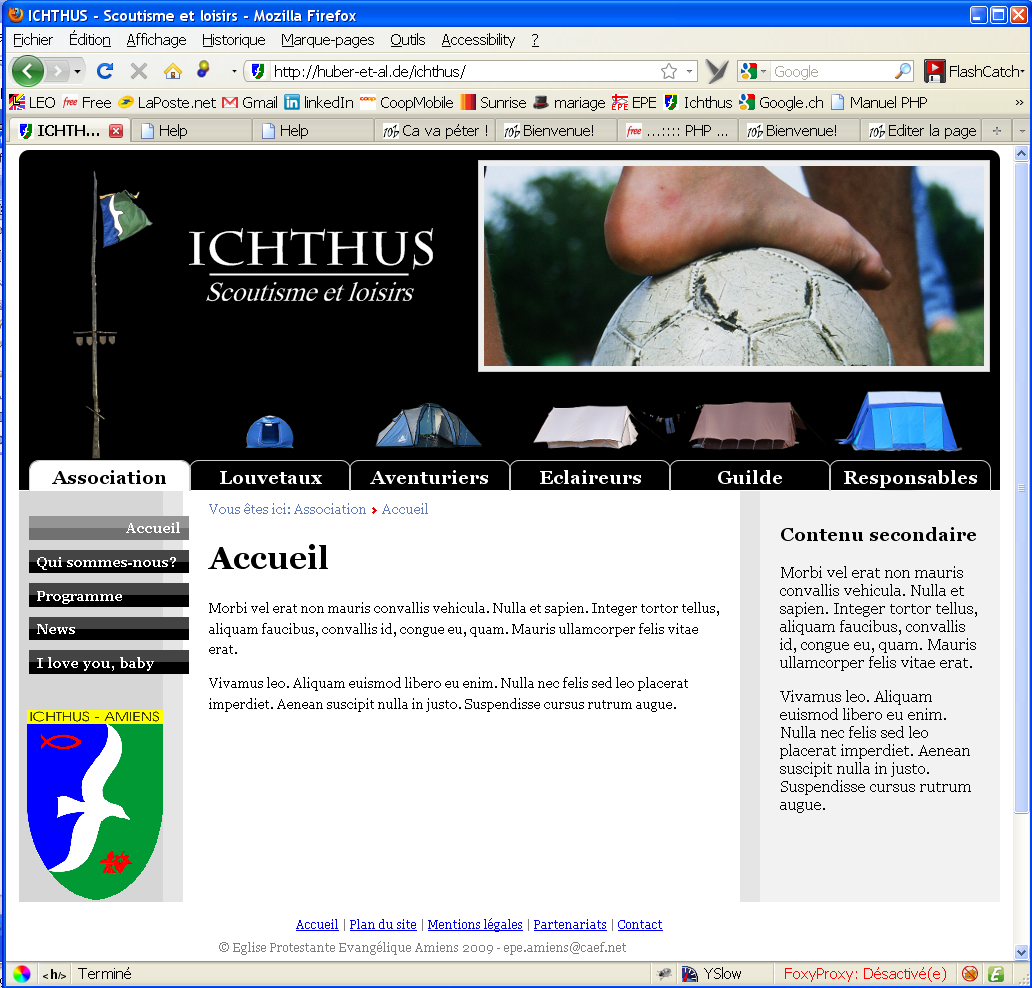 ICHTHUS - Scoutisme et loisirs - Mozilla Firefox
Fichier Édition Affichage Historique Marque-pages Outils Accessibility ?
http://huber-et-al.de/ichthus/ Google FlashCatch
LEO free Free LaPoste.net Gmail linkedIn CoopMobile Sunrise mariage EPE EPE Ichthus Google.ch Manuel PHP »
ICHTH... Help Help Ca va péter ! Bienvenue! free ...:::: PHP ... Bienvenue! Editer la page
ICHTHUS
Scoutisme et loisirs
Association Louvetaux Aventuriers Eclaireurs Guilde Responsables
Vous êtes ici: Association Accueil
Accueil
Qui sommes-nous?
Programme
News
I love you, baby
ICHTHUS - AMIENS
Accueil
Morbi vel erat non mauris convallis vehicula. Nulla et sapien. Integer tortor tellus,
aliquam faucibus, convallis id, congue eu, quam. Mauris ullamcorper felis vitae
erat.
Vivamus leo. Aliquam euismod libero eu enim. Nulla nec felis sed leo placerat
imperdiet. Aenean suscipit nulla in justo. Suspendisse cursus rutrum augue.
Contenu secondaire
Morbi vel erat non mauris
convallis vehicula. Nulla et
sapien. Integer tortor tellus,
aliquam faucibus, convallis
id, congue eu, quam. Mauris
ullamcorper felis vitae erat.
Vivamus leo. Aliquam
euismod libero eu enim.
Nulla nec felis sed leo
placerat imperdiet. Aenean
suscipit nulla in justo.
Suspendisse cursus rutrum
augue.
Accueil | Plan du site | Mentions légales | Partenariats | Contact
© Eglise Protestante Evangélique Amiens 2009 - epe.amiens@caef.net
<h/> Terminé YSlow FoxyProxy: Désactivé(e)